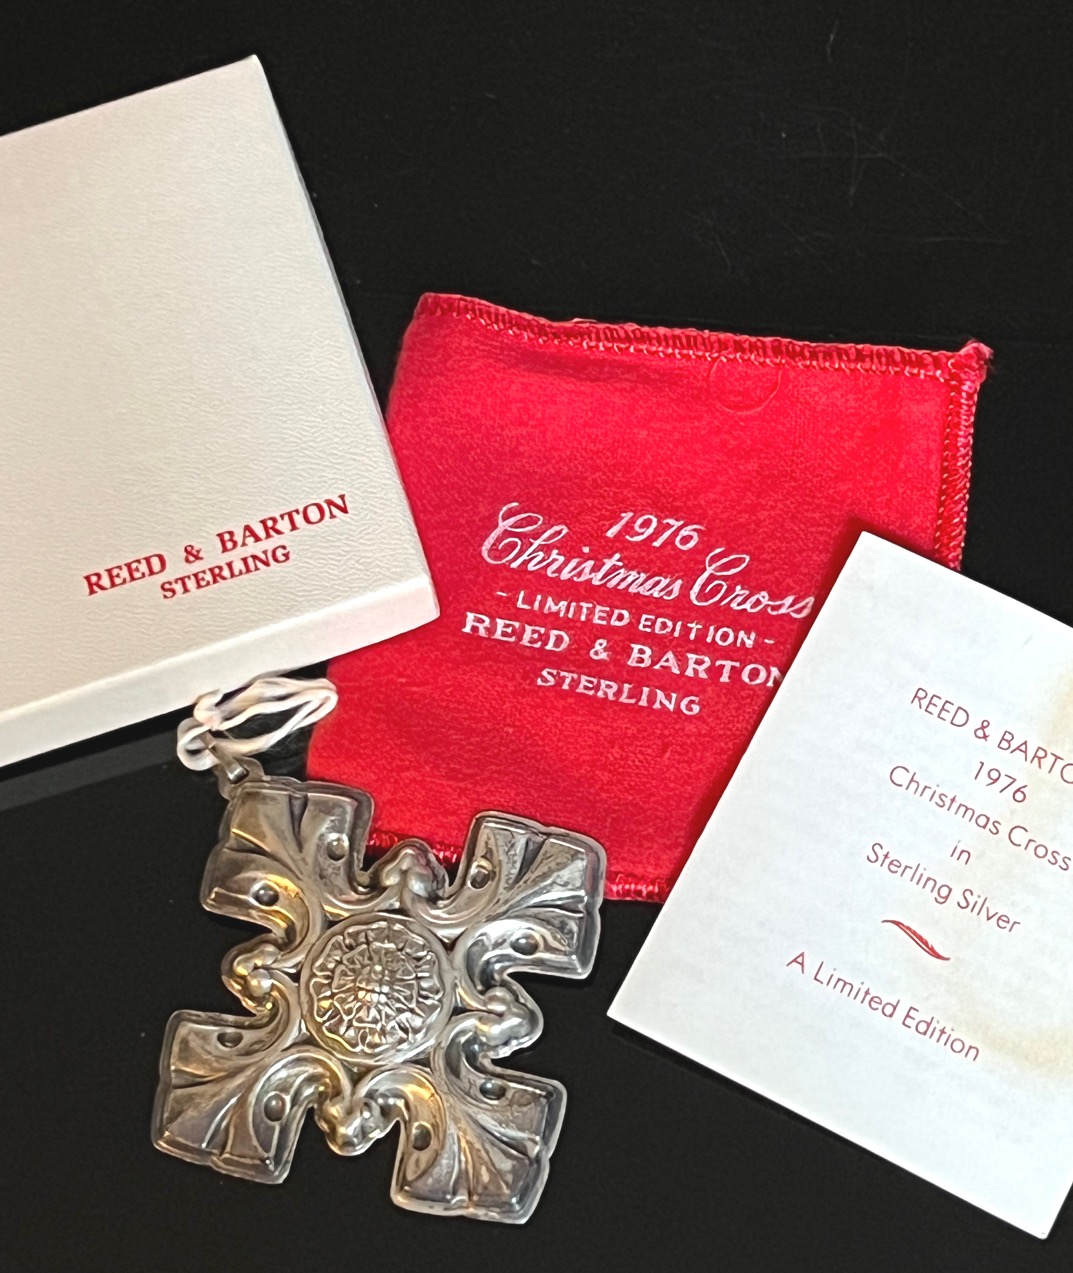 REED & BARTON
STERLING
1976
Christmas Cross
- LIMITED EDITION -
REED & BARTON
STERLING
REED & BARTO
1976
Christmas Cross
in
Sterling Silver
A Limited Edition